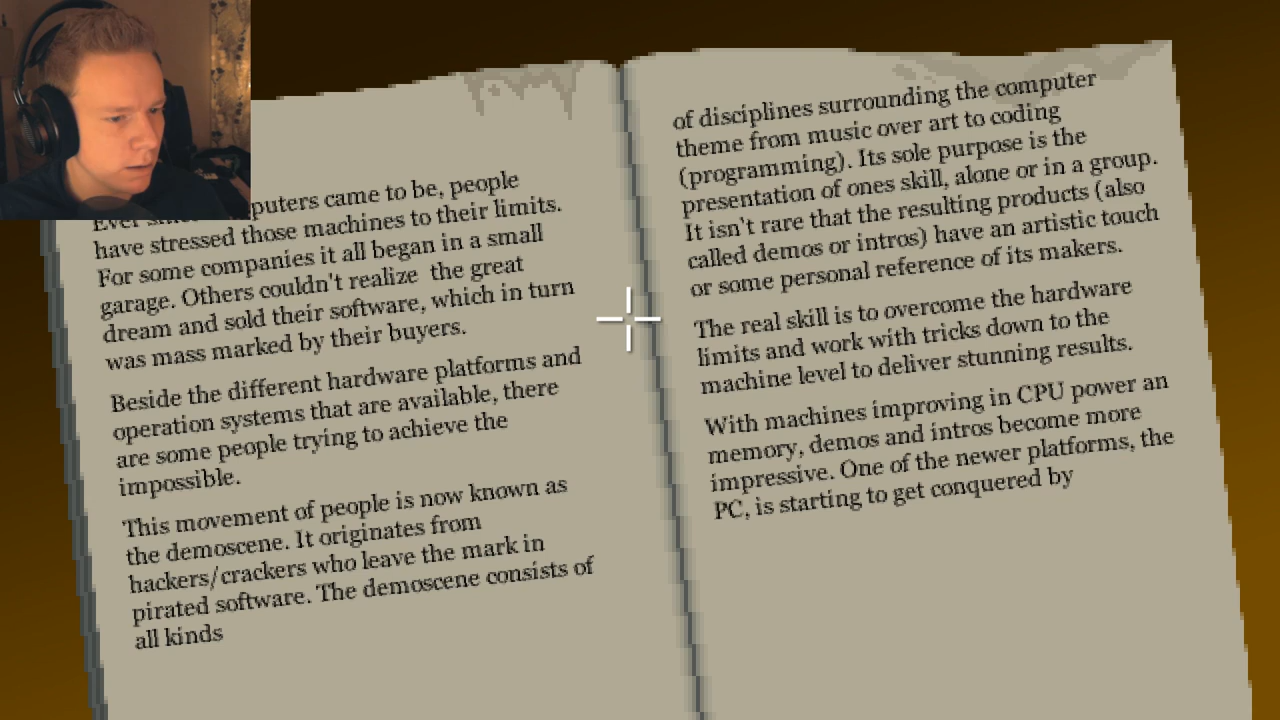 puters came to be, people
have stressed those machines to their limits.
For some companies it all began in a small
garage. Others couldn't realize  the great
dream and sold their software, which in turn
was mass marked by their buyers.
Beside the different hardware platforms and
operation systems that are available, there
are some people trying to achieve the
impossible.
This movement of people is now known as
the demoscene. It originates from
hackers/crackers who leave the mark in
pirated software. The demoscene consists of
all kinds
of disciplines surrounding the computer
theme from music over art to coding
(programming). Its sole purpose is the
presentation of ones skill, alone or in a group.
It isn't rare that the resulting products (also
called demos or intros) have an artistic touch
or some personal reference of its makers.
The real skill is to overcome the hardware
limits and work with tricks down to the
machine level to deliver stunning results.
With machines improving in CPU power an
memory, demos and intros become more
impressive. One of the newer platforms, the
PC, is starting to get conquered by